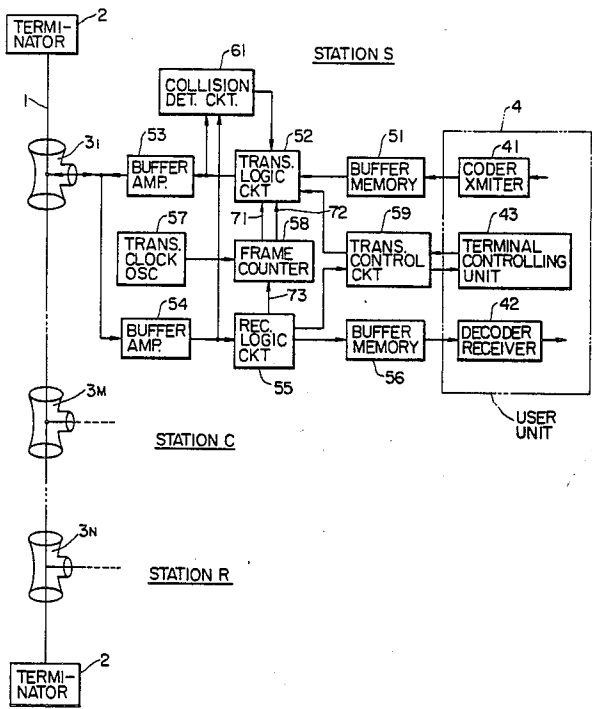 TERMI-
NATOR
2
1
3I
STATION S
61
COLLISION
DET. CKT.
53
BUFFER
AMP.
52
TRANS.
LOGIC
CKT
51
BUFFER
MEMORY
4
41
CODER
XMITER
71
72
57
TRANS.
CLOCK
OSC
58
FRAME
COUNTER
59
TRANS.
CONTROL
CKT
43
TERMINAL
CONTROLLING
UNIT
73
54
BUFFER
AMP.
REC.
LOGIC
CKT
55
BUFFER
MEMORY
56
42
DECODER
RECEIVER
USER
UNIT
3M
STATION C
3N
STATION R
TERMI-
NATOR
2